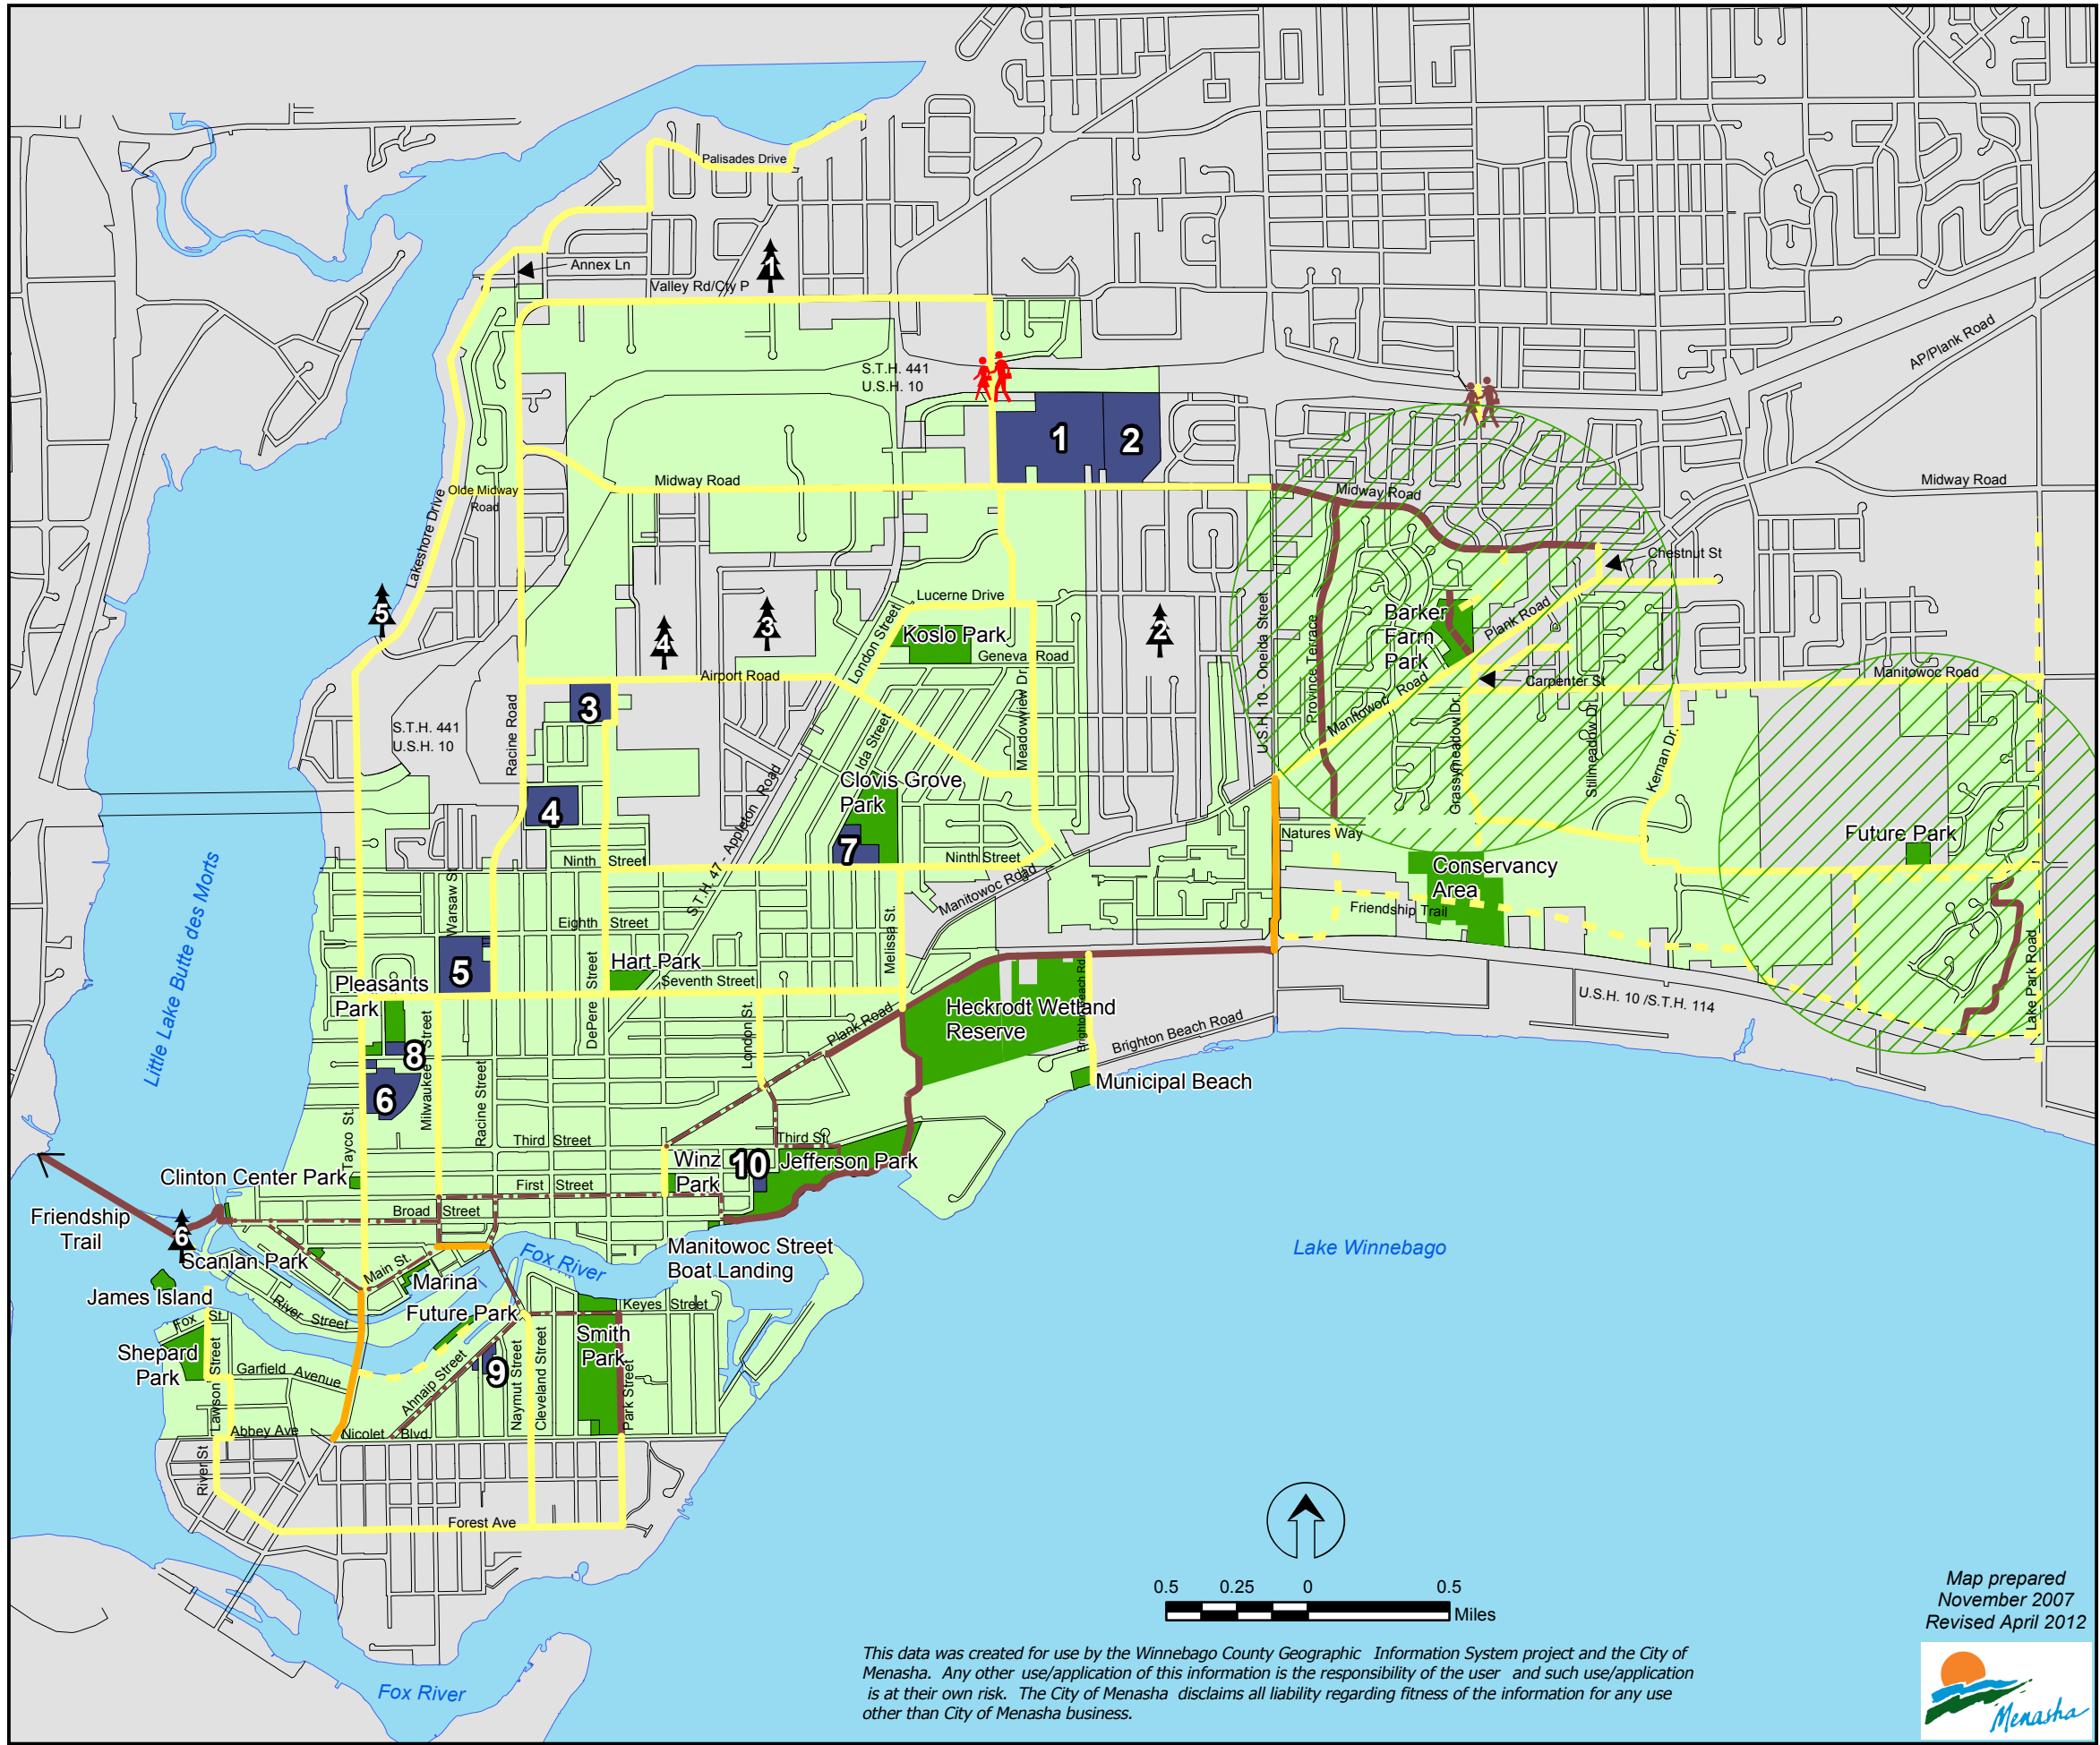 Palisades Drive
Annex Ln
1
Valley Rd/Cty P
AP/Plank Road
S.T.H. 441
U.S.H. 10
1
2
Midway Road
Midway Road
Midway Road
Olde Midway
Road
Lakeshore Drive
Chestnut St
5
Lucerne Drive
London Street
3
4
2
Koslo Park
Geneva Road
Barker
Farm
Park
Plank Road
U.S.H. 10 - Oneida Street
Province Terrace
Airport Road
Manitowoc Road
Carpenter St
Manitowoc Road
3
Racine Road
S.T.H. 441
U.S.H. 10
Ida Street
Meadowview Dr.
Grassymeadow Dr.
Stillmeadow Dr.
Kernan Dr.
Clovis Grove
Park
4
S.T.H. 47 - Appleton Road
7
Natures Way
Future Park
Ninth Street
Ninth Street
Manitowoc Road
Conservancy
Area
Warsaw St.
Friendship Trail
Eighth Street
Melissa St.
Little Lake Butte des Morts
5
Hart Park
DePere Street
Seventh Street
Pleasants
Park
Brighton Beach Rd
Lake Park Road
U.S.H. 10 /S.T.H. 114
Heckrodt Wetland
Reserve
Plank Road
London St.
Brighton Beach Road
8
Milwaukee Street
Racine Street
Municipal Beach
6
Tayco St.
Third Street
Third St.
Winz
Park
10
Jefferson Park
Clinton Center Park
First Street
Broad Street
Friendship
Trail
6
Scanlan Park
Main St.
Marina
Fox River
Manitowoc Street
Boat Landing
Lake Winnebago
James Island
River Street
Future Park
Keyes Street
Fox St.
Smith
Park
Shepard
Park
Lawson Street
Garfield Avenue
Ahnaip Street
9
Naymut Street
Cleveland Street
Park Street
Abbey Ave
Nicolet Blvd.
River St
Forest Ave
0.5 0.25 0 0.5
Miles
Map prepared
November 2007
Revised April 2012
This data was created for use by the Winnebago County Geographic Information System project and the City of
Menasha. Any other use/application of this information is the responsibility of the user and such use/application
is at their own risk. The City of Menasha disclaims all liability regarding fitness of the information for any use
other than City of Menasha business.
Fox River
Menasha